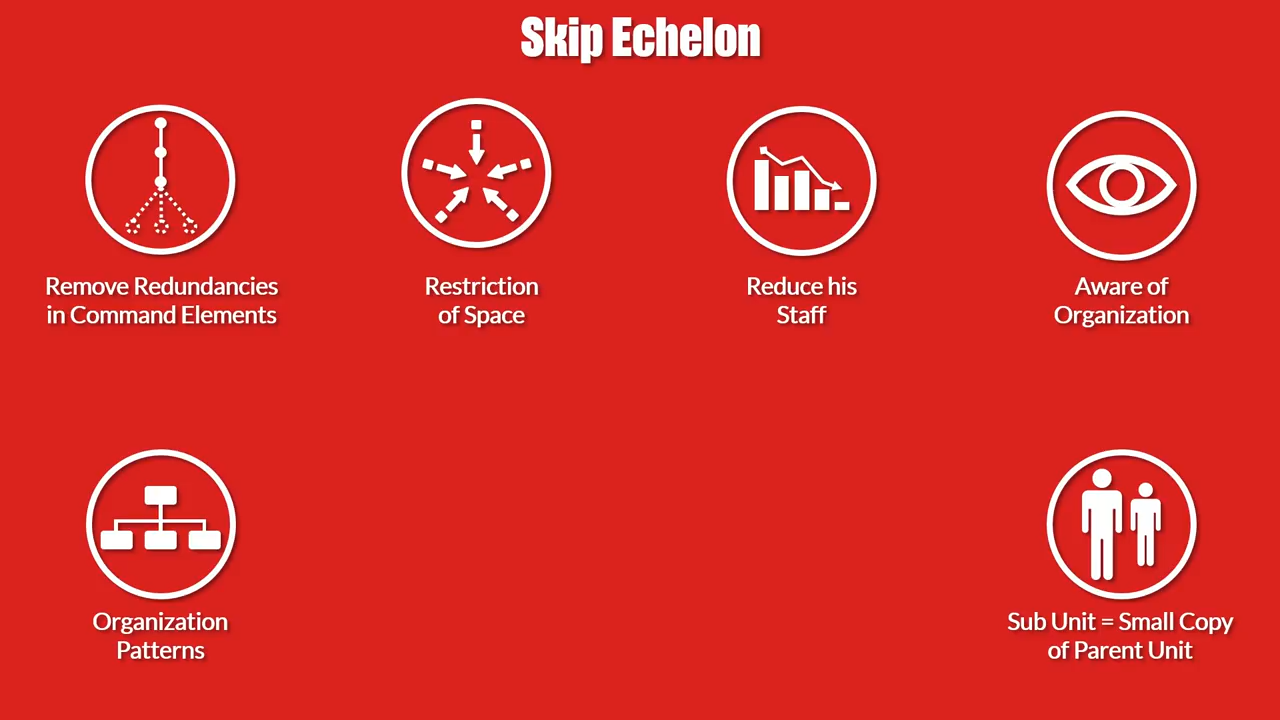 Skip Echelon
Remove Redundancies
in Command Elements
Restriction
of Space
Reduce his
Staff
Aware of
Organization
Organization
Patterns
Sub Unit = Small Copy
of Parent Unit